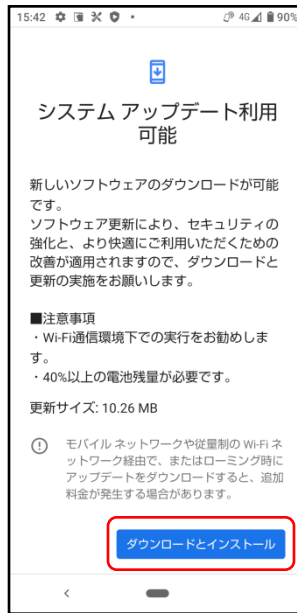 15:42 4G 90%
システム アップデート利用
可能
新しいソフトウェアのダウンロードが可能
です。
ソフトウェア更新により、セキュリティの
強化と、より快適にご利用いただくための
改善が適用されますので、ダウンロードと
更新の実施をお願いします。
■注意事項
・Wi-Fi通信環境下での実行をお勧めしま
す。
・40%以上の電池残量が必要です。
更新サイズ: 10.26 MB
モバイル ネットワークや従量制の Wi-Fi ネ
ットワーク経由で、またはローミング時に
アップデートをダウンロードすると、追加
料金が発生する場合があります。
ダウンロードとインストール